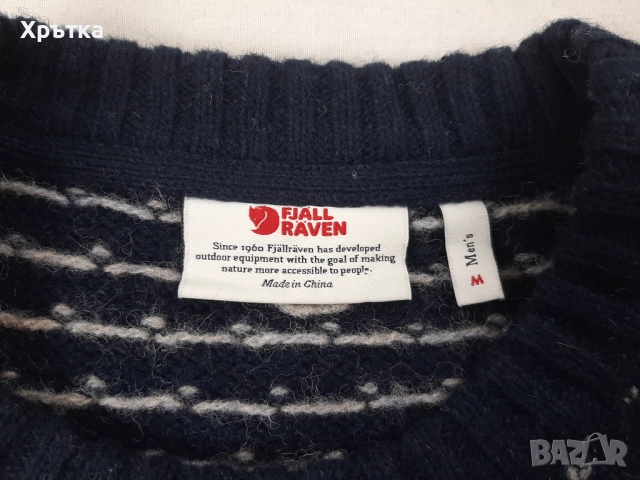 Хрътка
FJÄLL
RÄVEN
Since 1960 Fjällräven has developed
outdoor equipment with the goal of making
nature more accessible to people.
Made in China
Men's
M
BAZAR